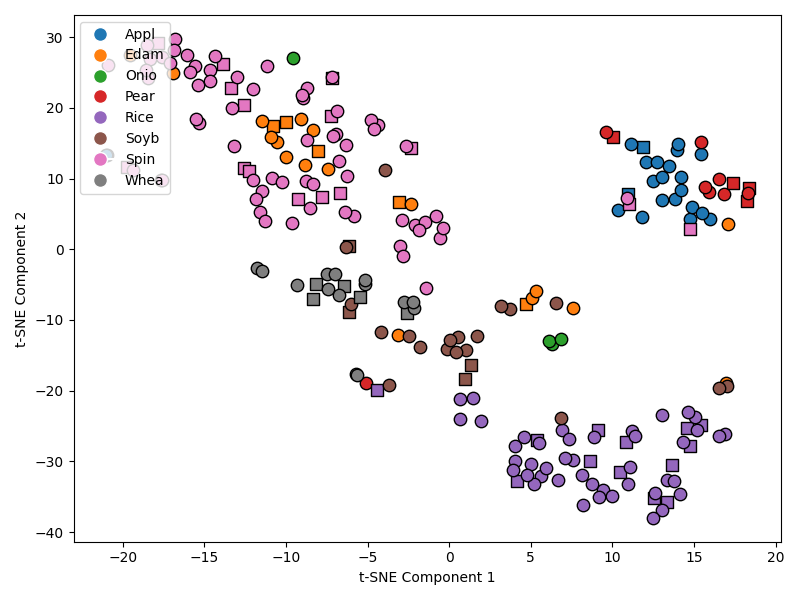 Appl
Edam
Onio
Pear
Rice
Soyb
Spin
Whea
30
20
10
0
−10
−20
−30
−40
−20
−15
−10
−5
0
5
10
15
20
t-SNE Component 1
t-SNE Component 2